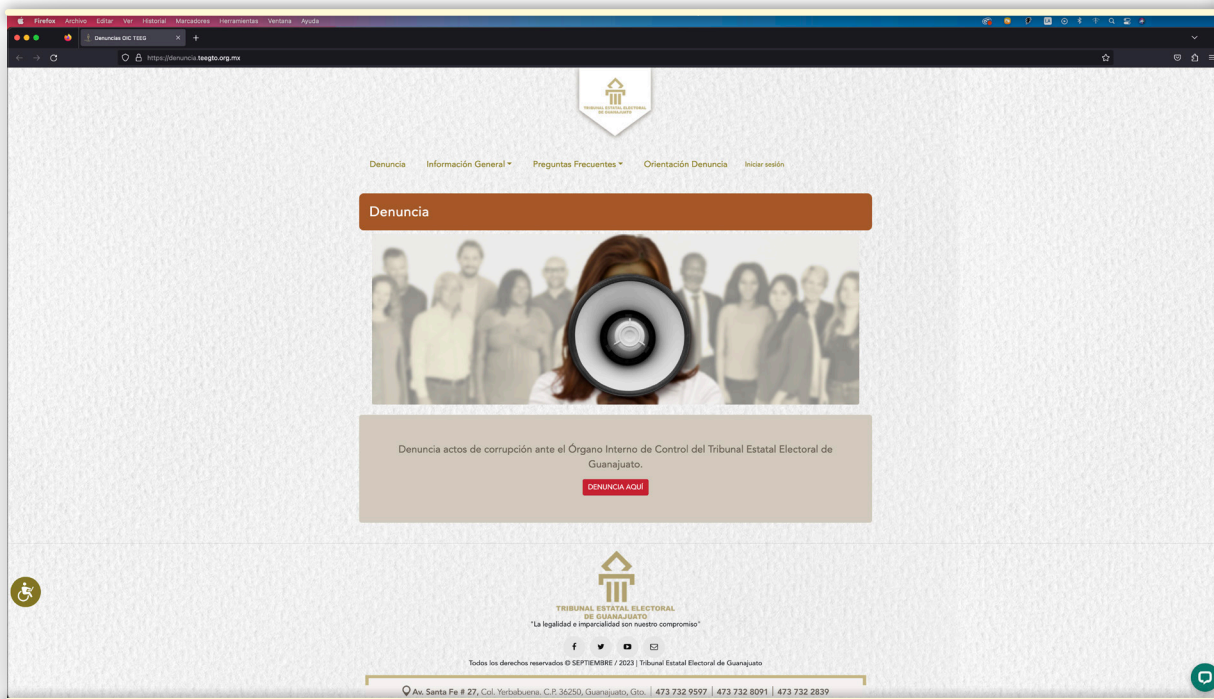 Firefox Archivo Editar Ver Historial Marcadores Herramientas Ventana Ayuda
Denuncias OIC TEEG
https://denuncia.teegto.org.mx
TRIBUNAL ESTATAL ELECTORAL
DE GUANAJUATO
Denuncia Información General Preguntas Frecuentes Orientación Denuncia Iniciar sesión
Denuncia
Denuncia actos de corrupción ante el Órgano Interno de Control del Tribunal Estatal Electoral de
Guanajuato.
DENUNCIA AQUÍ
TRIBUNAL ESTATAL ELECTORAL
DE GUANAJUATO
"La legalidad e imparcialidad son nuestro compromiso"
Todos los derechos reservados © SEPTIEMBRE / 2023 | Tribunal Estatal Electoral de Guanajuato
Av. Santa Fe # 27, Col. Yerbabuena. C.P. 36250, Guanajuato, Gto. | 473 732 9597 | 473 732 8091 | 473 732 2839